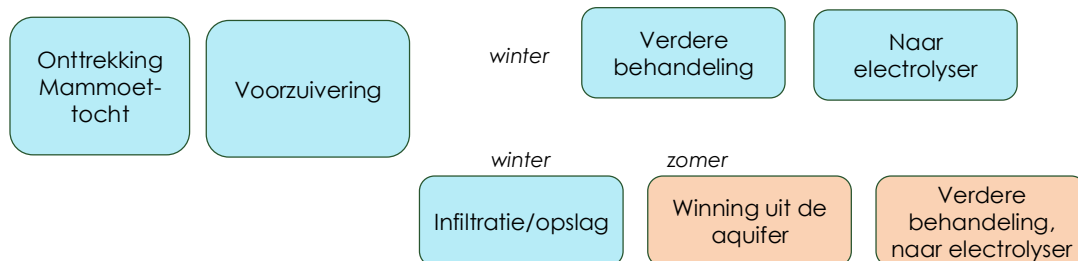 Onttrekking
Mammoet-
tocht
Voorzuivering
winter
Verdere
behandeling
Naar
electrolyser
winter
zomer
Infiltratie/opslag
Winning uit de
aquifer
Verdere
behandeling,
naar electrolyser